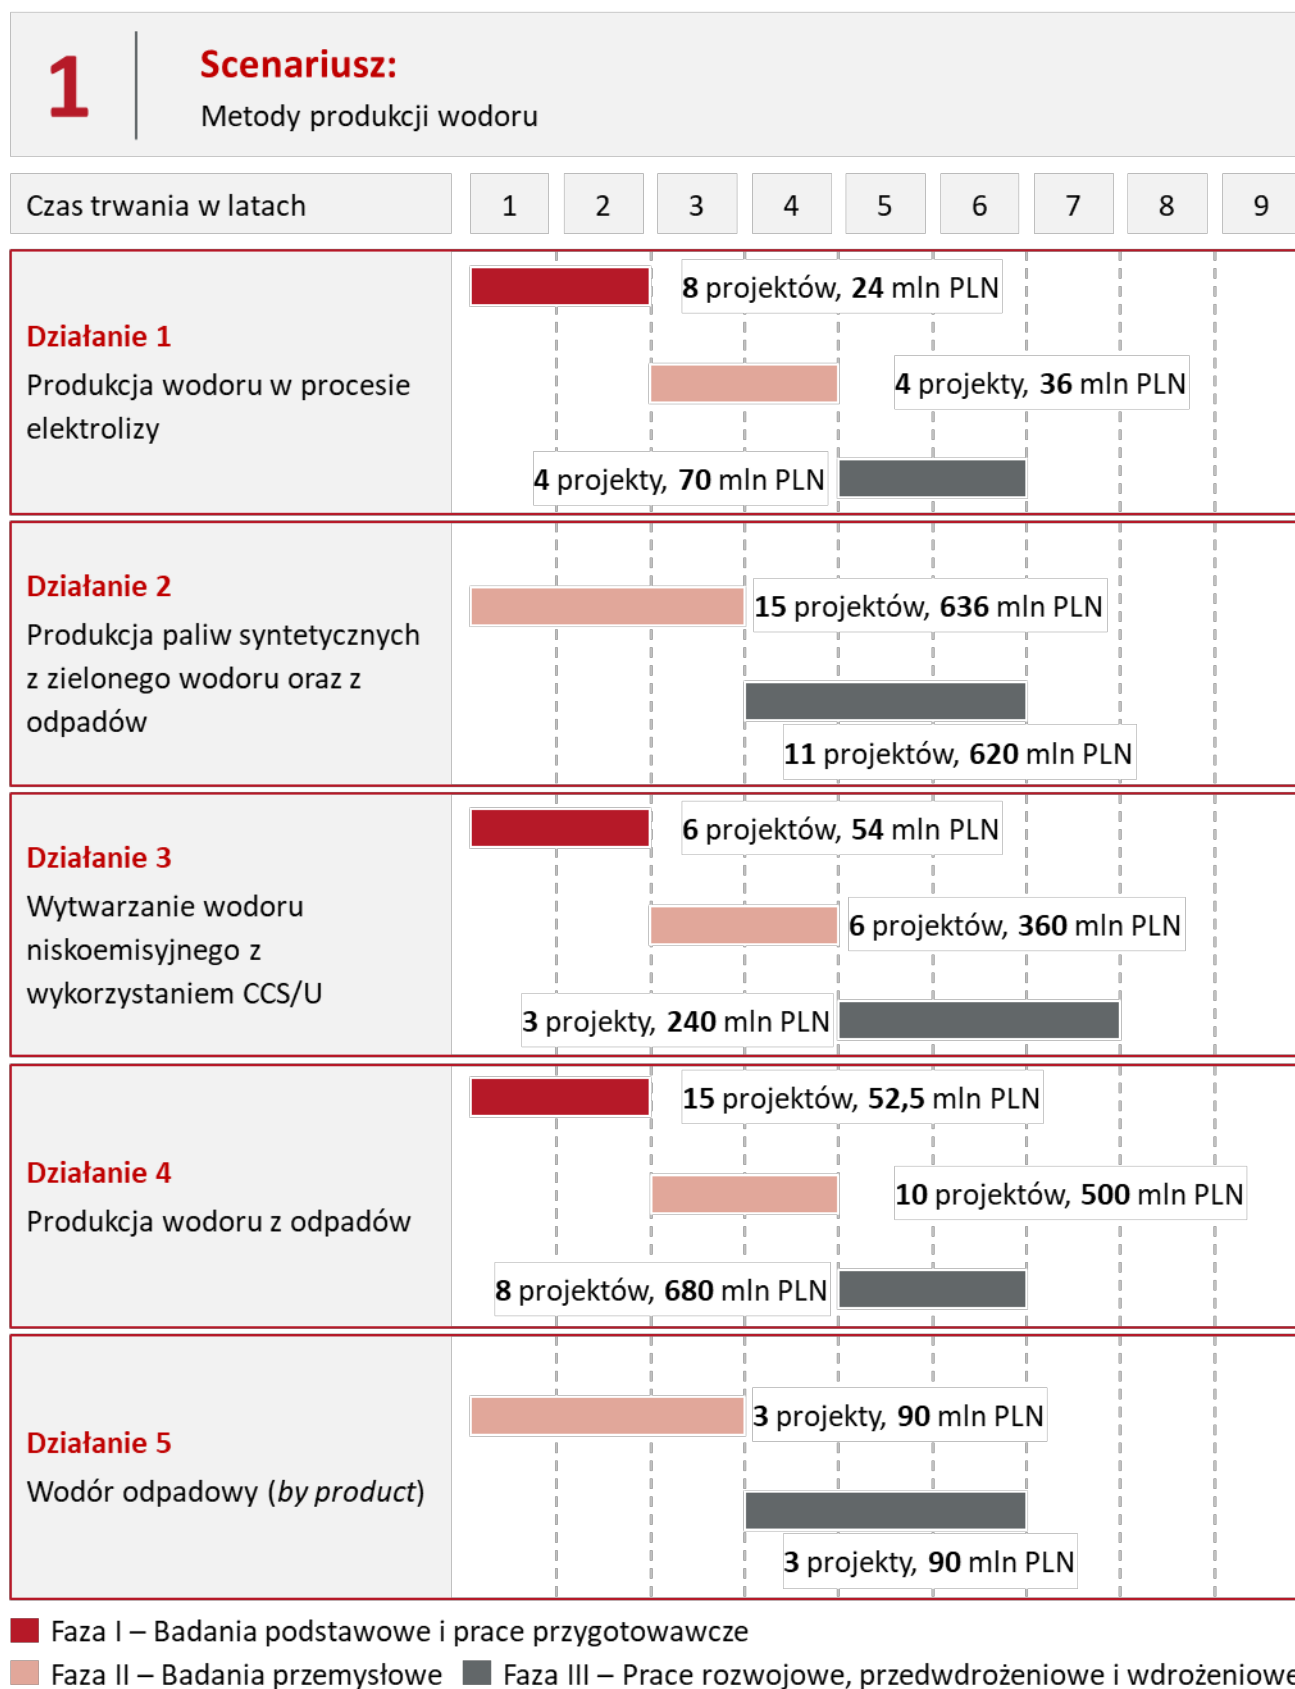 1
Scenariusz:
Metody produkcji wodoru
Czas trwania w latach 1 2 3 4 5 6 7 8 9
8 projektów, 24 mln PLN
Działanie 1
Produkcja wodoru w procesie
elektrolizy
4 projekty, 36 mln PLN
4 projekty, 70 mln PLN
Działanie 2
Produkcja paliw syntetycznych
z zielonego wodoru oraz z
odpadów
15 projektów, 636 mln PLN
11 projektów, 620 mln PLN
6 projektów, 54 mln PLN
Działanie 3
Wytwarzanie wodoru
niskoemisyjnego z
wykorzystaniem CCS/U
6 projektów, 360 mln PLN
3 projekty, 240 mln PLN
15 projektów, 52,5 mln PLN
Działanie 4
Produkcja wodoru z odpadów
10 projektów, 500 mln PLN
8 projektów, 680 mln PLN
Działanie 5
Wodór odpadowy (by product)
3 projekty, 90 mln PLN
3 projekty, 90 mln PLN
Faza I – Badania podstawowe i prace przygotowawcze
Faza II – Badania przemysłowe Faza III – Prace rozwojowe, przedwdrożeniowe i wdrożeniowe